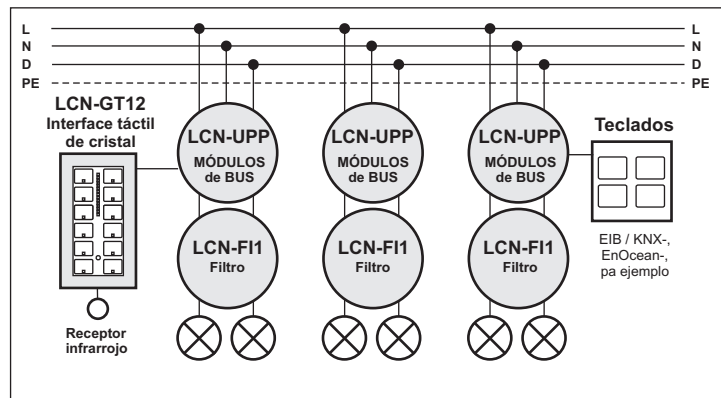 L
N
D
PE
L
N
D
PE
LCN-GT12
Interface táctil
de cristal
Receptor
infrarrojo
LCN-UPP
MÓDULOS
de BUS
LCN-FI1
Filtro
LCN-UPP
MÓDULOS
de BUS
LCN-FI1
Filtro
LCN-UPP
MÓDULOS
de BUS
LCN-FI1
Filtro
Teclados
EIB / KNX-,
EnOcean-,
pa ejemplo